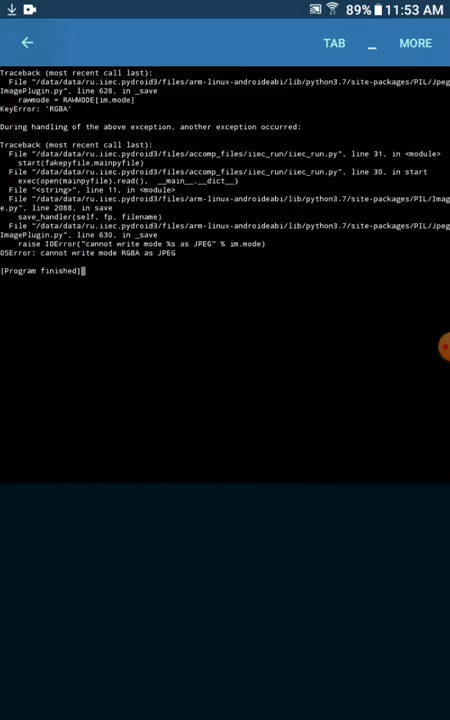 89% 11:53 AM
TAB _ MORE
Traceback (most recent call last):
File "/data/data/ru.iiec.pydroid3/files/arm-linux-androideabi/lib/python3.7/site-packages/PIL/Jpeg
ImagePlugin.py", line 628, in _save
rawmode = RAWMODE[im.mode]
KeyError: 'RGBA'
During handling of the above exception, another exception occurred:
Traceback (most recent call last):
File "/data/data/ru.iiec.pydroid3/files/accomp_files/iiec_run/iiec_run.py", line 31, in <module>
start(fakepyfile,mainpyfile)
File "/data/data/ru.iiec.pydroid3/files/accomp_files/iiec_run/iiec_run.py", line 30, in start
exec(open(mainpyfile).read(), __main__.__dict__)
File "<string>", line 11, in <module>
File "/data/data/ru.iiec.pydroid3/files/arm-linux-androideabi/lib/python3.7/site-packages/PIL/Imag
e.py", line 2088, in save
save_handler(self, fp, filename)
File "/data/data/ru.iiec.pydroid3/files/arm-linux-androideabi/lib/python3.7/site-packages/PIL/Jpeg
ImagePlugin.py", line 630, in _save
raise IOError("cannot write mode %s as JPEG" % im.mode)
OSError: cannot write mode RGBA as JPEG
[Program finished]